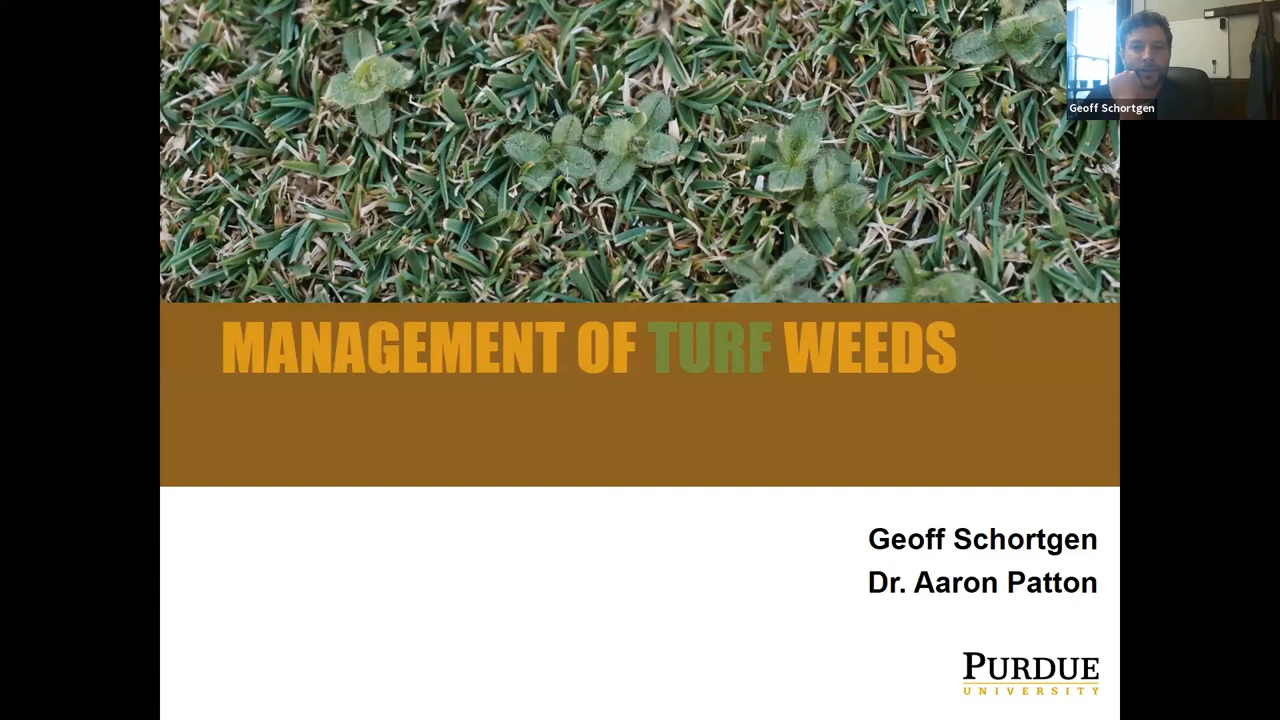 Geoff Schortgen
MANAGEMENT OF TURF WEEDS
Geoff Schortgen
Dr. Aaron Patton
PURDUE
UNIVERSITY